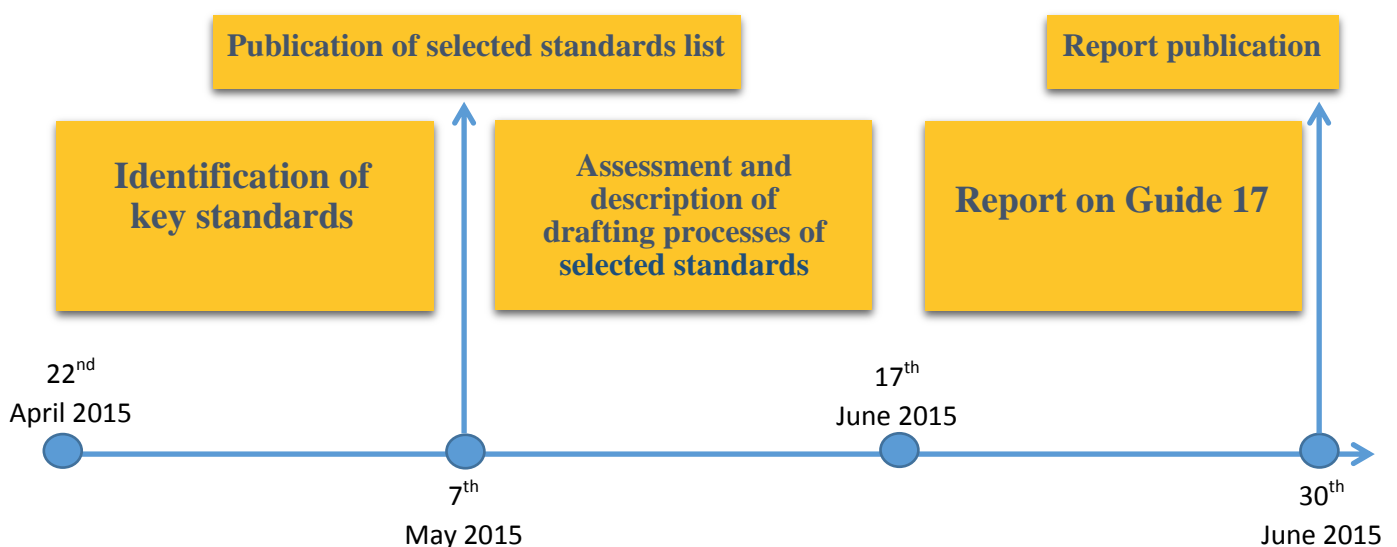 Publication of selected standards list
Report publication
Identification of
key standards
Assessment and
description of
drafting processes of
selected standards
Report on Guide 17
22nd
April 2015
17th
June 2015
7th
May 2015
30th
June 2015